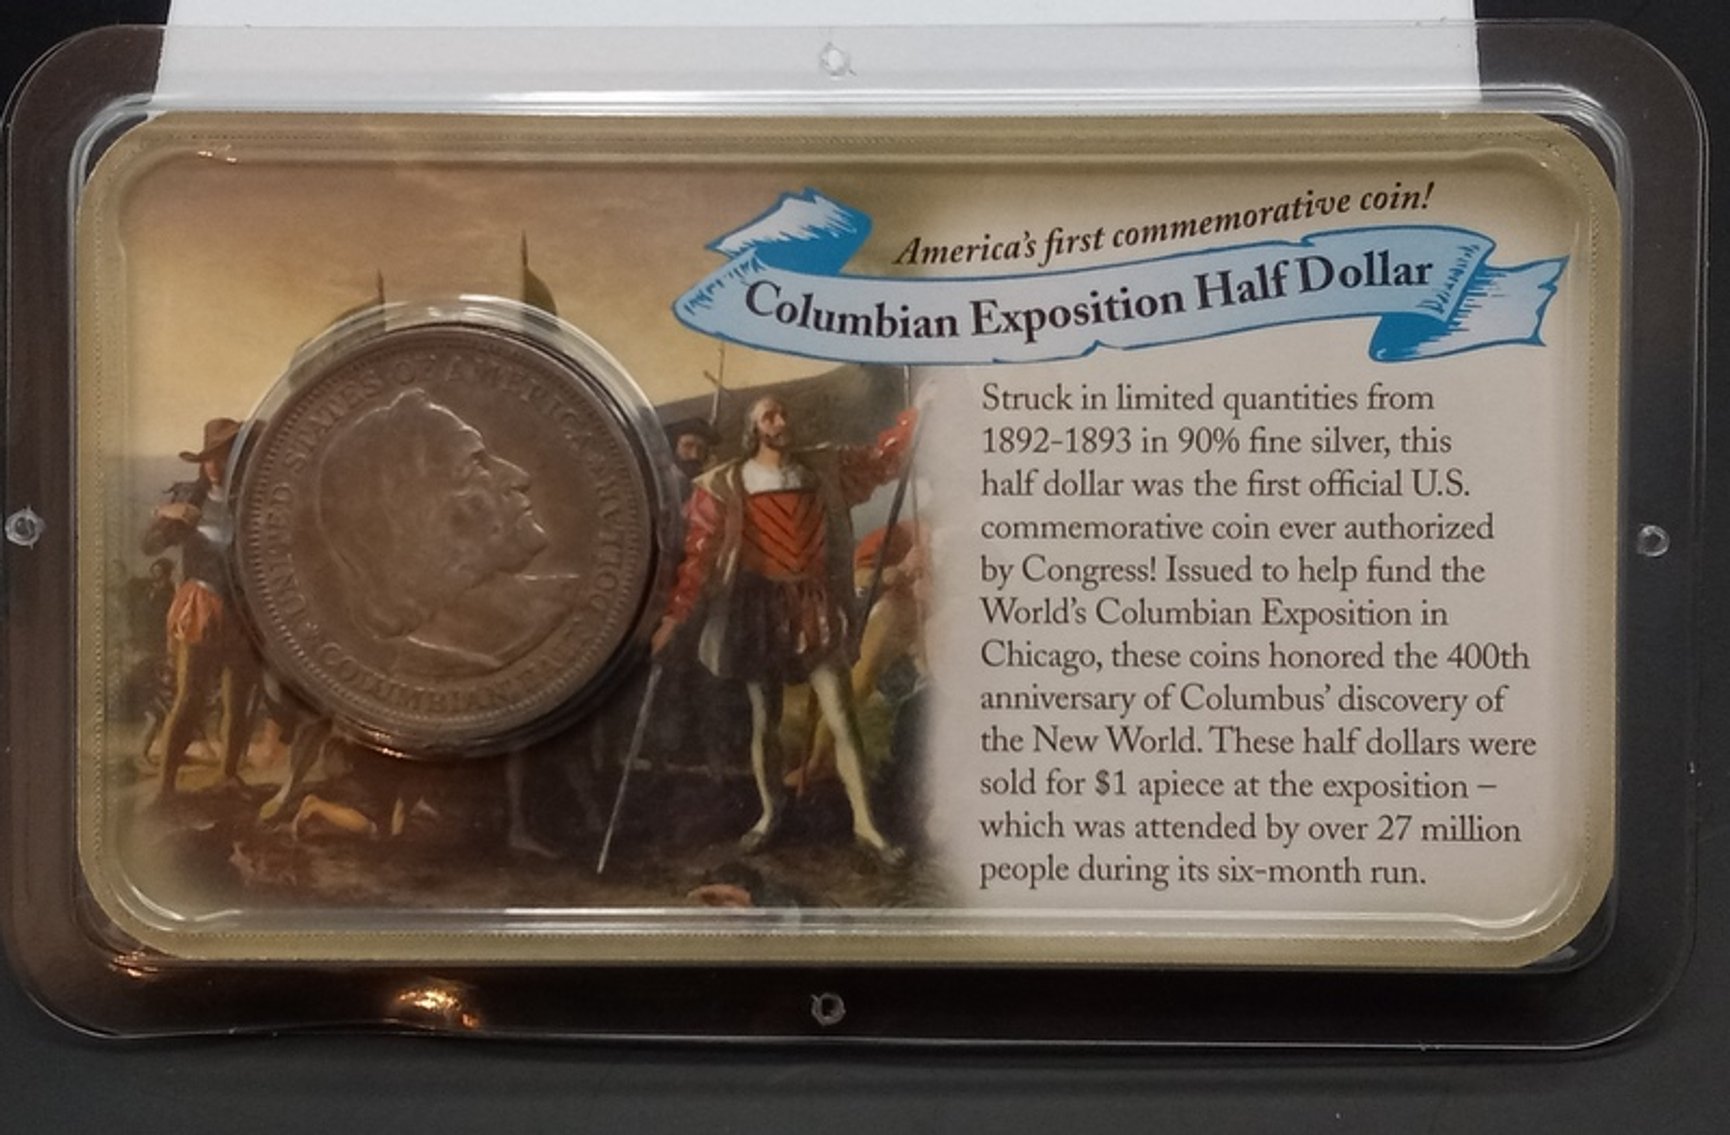 America's first commemorative coin!
Columbian Exposition Half Dollar
UNITED STATES OF AMERICA
COLUMBIAN HALF DOLLAR
Struck in limited quantities from
1892-1893 in 90% fine silver, this
half dollar was the first official U.S.
commemorative coin ever authorized
by Congress! Issued to help fund the
World's Columbian Exposition in
Chicago, these coins honored the 400th
anniversary of Columbus' discovery of
the New World. These half dollars were
sold for $1 apiece at the exposition –
which was attended by over 27 million
people during its six-month run.